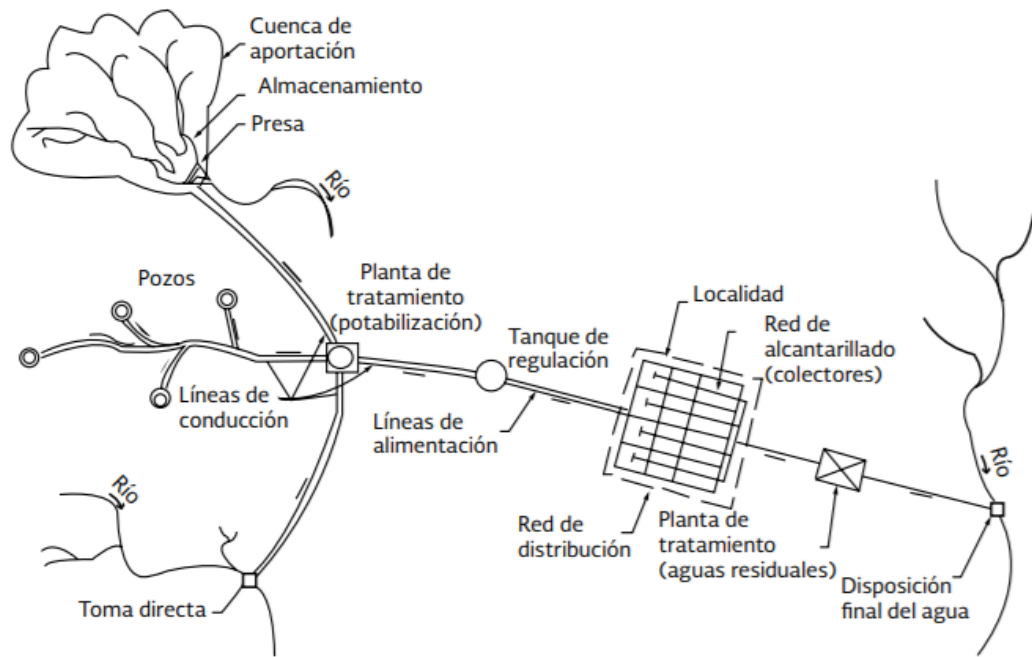 Cuenca de
aportación
Almacenamiento
Presa
Río
Pozos
Planta de
tratamiento
(potabilización)
Líneas de
conducción
Tanque de
regulación
Líneas de
alimentación
Localidad
Red de
alcantarillado
(colectores)
Río
Río
Toma directa
Red de
distribución
Planta de
tratamiento
(aguas residuales)
Disposición
final del agua